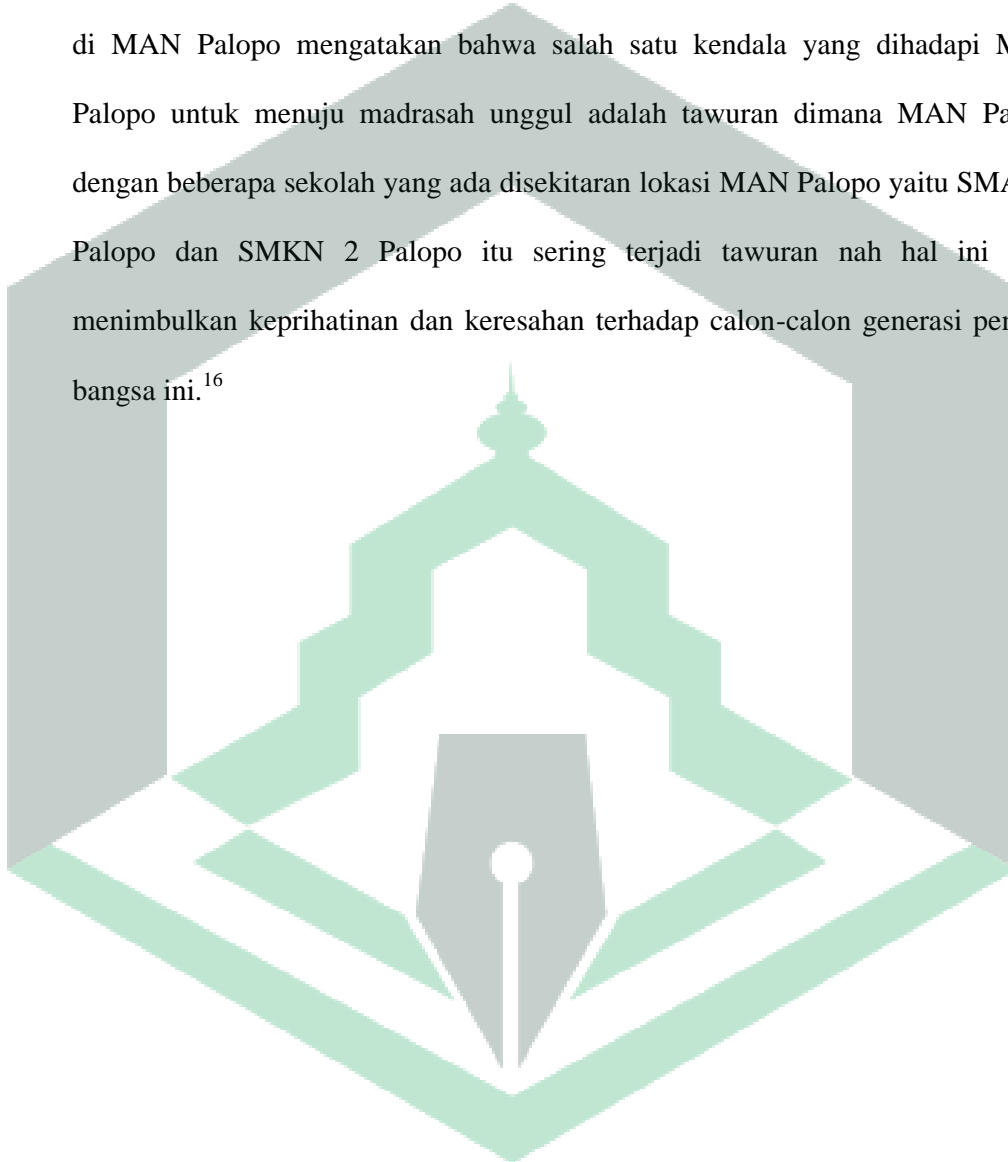 di MAN Palopo mengatakan bahwa salah satu kendala yang dihadapi
Palopo untuk menuju madrasah unggul adalah tawuran dimana MAN
dengan beberapa sekolah yang ada disekitaran lokasi MAN Palopo yaitu
Palopo dan SMKN 2 Palopo itu sering terjadi tawuran nah hal ini
menimbulkan keprihatinan dan keresahan terhadap calon-calon generasi
bangsa ini.16